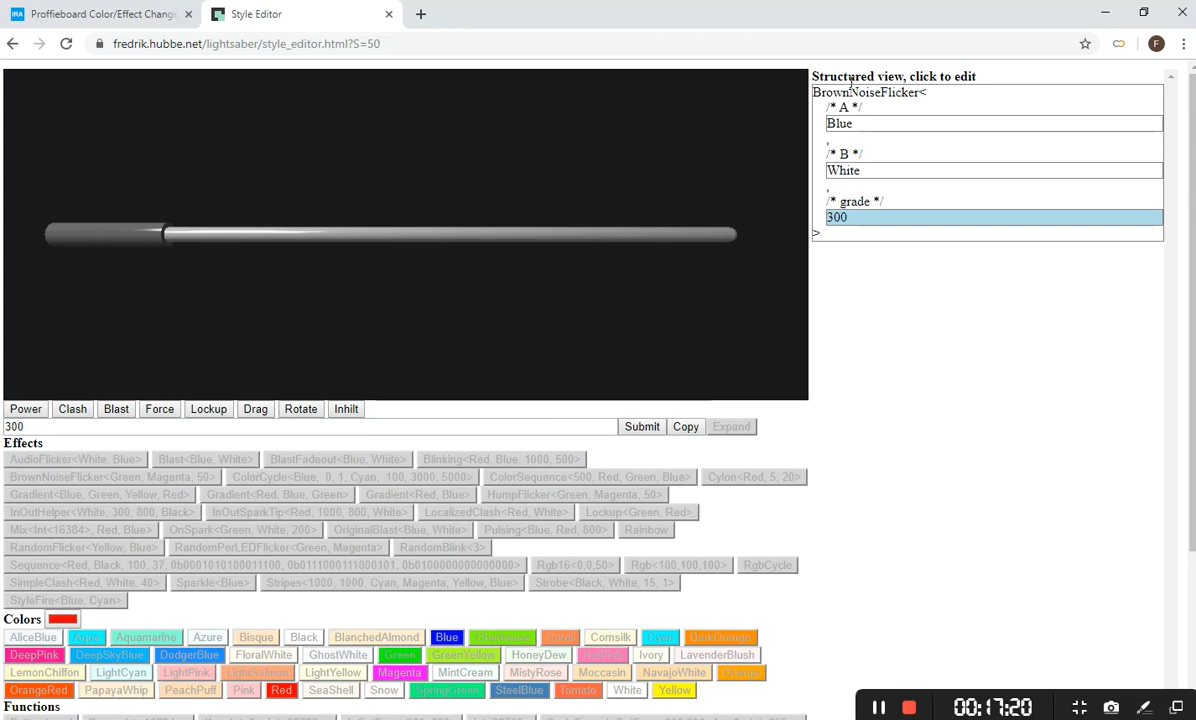 IRA Proffieboard Color/Effect Change
Style Editor
fredrik.hubbe.net/lightsaber/style_editor.html?S=50
F
Structured view, click to edit
BrownNoiseFlicker<
/* A */
Blue
,
/* B */
White
,
/* grade */
300
>
Power Clash Blast Force Lockup Drag Rotate Inhilt
300 Submit Copy Expand
Effects
AudioFlicker<White, Blue> Blast<Blue, White> BlastFadeout<Blue, White> Blinking<Red, Blue, 1000, 500>
BrownNoiseFlicker<Green, Magenta, 50> ColorCycle<Blue, 0, 1, Cyan, 100, 3000, 5000> ColorSequence<500, Red, Green, Blue> Cylon<Red, 5, 20>
Gradient<Blue, Green, Yellow, Red> Gradient<Red, Blue, Green> Gradient<Red, Blue> HumpFlicker<Green, Magenta, 50>
InOutHelper<White, 300, 800, Black> InOutSparkTip<Red, 1000, 800, White> LocalizedClash<Red, White> Lockup<Green, Red>
Mix<Int<16384>, Red, Blue> OnSpark<Green, White, 200> OriginalBlast<Blue, White> Pulsing<Blue, Red, 800> Rainbow
RandomFlicker<Yellow, Blue> RandomPerLEDFlicker<Green, Magenta> RandomBlink<3>
Sequence<Red, Black, 100, 37, 0b0001010100011100, 0b0111000111000101, 0b0100000000000000> Rgb16<0,0,50> Rgb<100,100,100> RgbCycle
SimpleClash<Red, White, 40> Sparkle<Blue> Stripes<1000, 1000, Cyan, Magenta, Yellow, Blue> Strobe<Black, White, 15, 1>
StyleFire<Blue, Cyan>
Colors
AliceBlue Aqua Aquamarine Azure Bisque Black BlanchedAlmond Blue Chartreuse Coral Cornsilk Cyan DarkOrange
DeepPink DeepSkyBlue DodgerBlue FloralWhite GhostWhite Green GreenYellow HoneyDew HotPink Ivory LavenderBlush
LemonChiffon LightCyan LightPink LightSalmon LightYellow Magenta MintCream MistyRose Moccasin NavajoWhite Orange
OrangeRed PapayaWhip PeachPuff Pink Red SeaShell Snow SpringGreen SteelBlue Tomato White Yellow
Functions
00:17:20